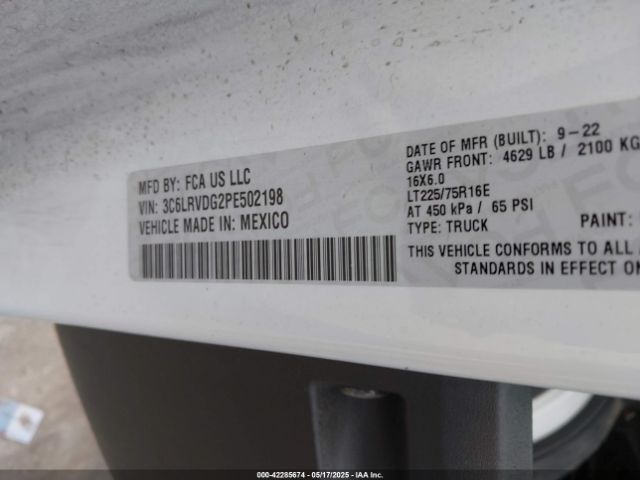 MFD BY: FCA US LLC
VIN: 3C6LRVDG2PE502198
VEHICLE MADE IN: MEXICO
DATE OF MFR (BUILT): 9-22
GAWR FRONT: 4629 LB / 2100 KG
16X6.0
LT225/75R16E
AT 450 kPa / 65 PSI
TYPE: TRUCK PAINT:
THIS VEHICLE CONFORMS TO ALL
STANDARDS IN EFFECT ON
000-42285674 - 05/17/2025 - IAAI.COM